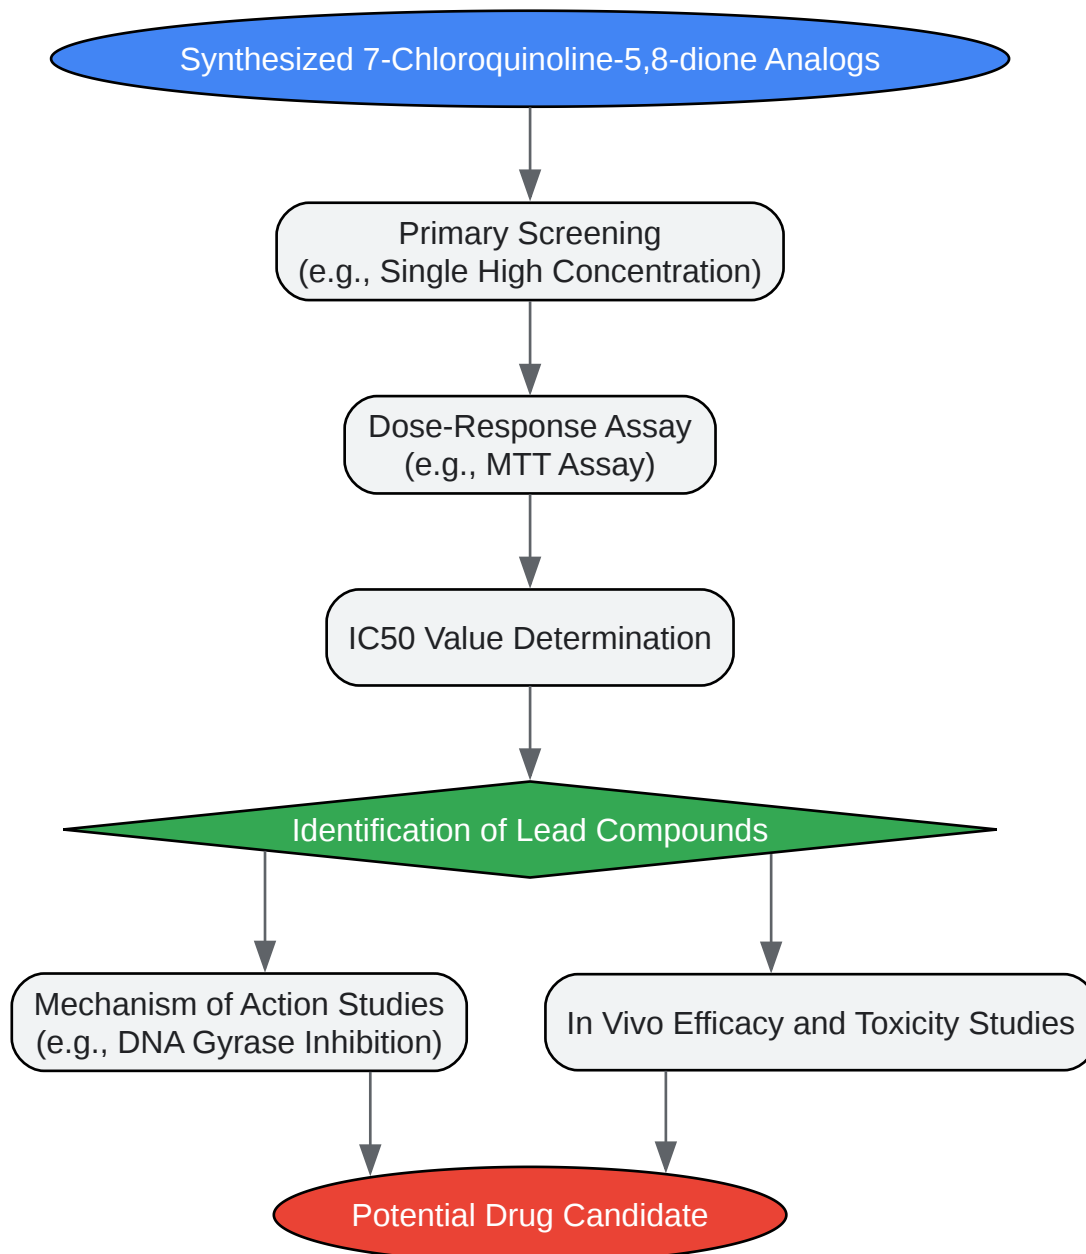 Synthesized 7-Chloroquinoline-5,8-dione Analogs
Primary Screening
(e.g., Single High Concentration)
Dose-Response Assay
(e.g., MTT Assay)
IC50 Value Determination
Identification of Lead Compounds
Mechanism of Action Studies
(e.g., DNA Gyrase Inhibition)
In Vivo Efficacy and Toxicity Studies
Potential Drug Candidate